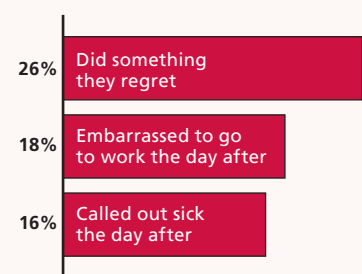 26%
Did something
they regret
18%
Embarrassed to go
to work the day after
16%
Called out sick
the day after